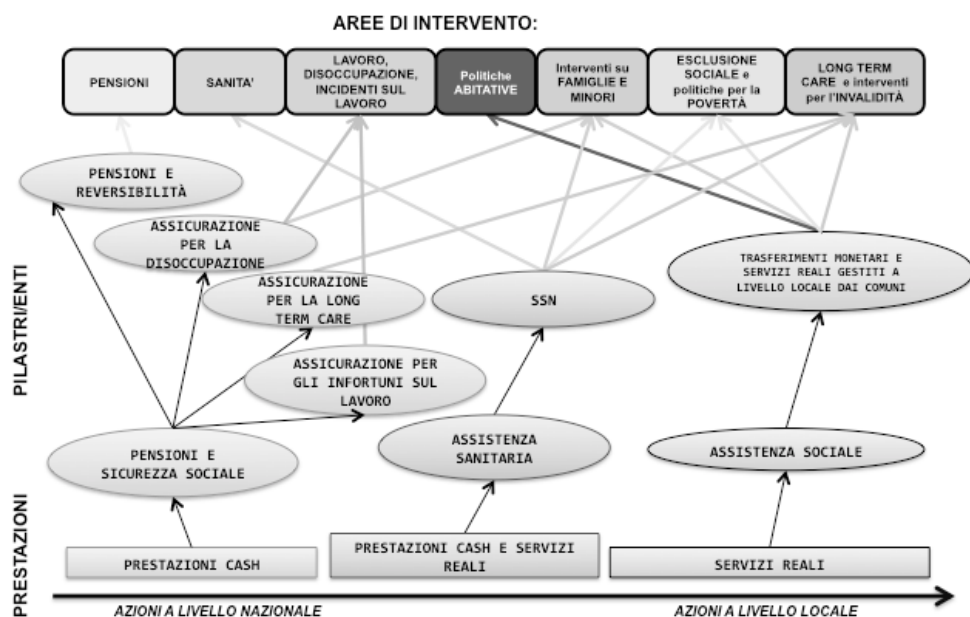 AREE DI INTERVENTO:
PENSIONI
SANITA'
LAVORO,
DISOCCUPAZIONE,
INCIDENTI SUL
LAVORO
Politiche
ABITATIVE
Interventi su
FAMIGLIE E
MINORI
ESCLUSIONE
SOCIALE e
politiche per la
POVERTÀ
LONG TERM
CARE e interventi
per l'INVALIDITÀ
PILASTRI/ENTI
PENSIONI E
REVERSIBILITÀ
ASSICURAZIONE
PER LA
DISOCCUPAZIONE
ASSICURAZIONE
PER LA LONG
TERM CARE
ASSICURAZIONE PER
GLI INFORTUNI SUL
LAVORO
SSN
TRASFERIMENTI MONETARI E
SERVIZI REALI GESTITI A
LIVELLO LOCALE DAI COMUNI
PENSIONI E
SICUREZZA SOCIALE
ASSISTENZA
SANITARIA
ASSISTENZA SOCIALE
PRESTAZIONI
PRESTAZIONI CASH
PRESTAZIONI CASH E SERVIZI
REALI
SERVIZI REALI
AZIONI A LIVELLO NAZIONALE
AZIONI A LIVELLO LOCALE